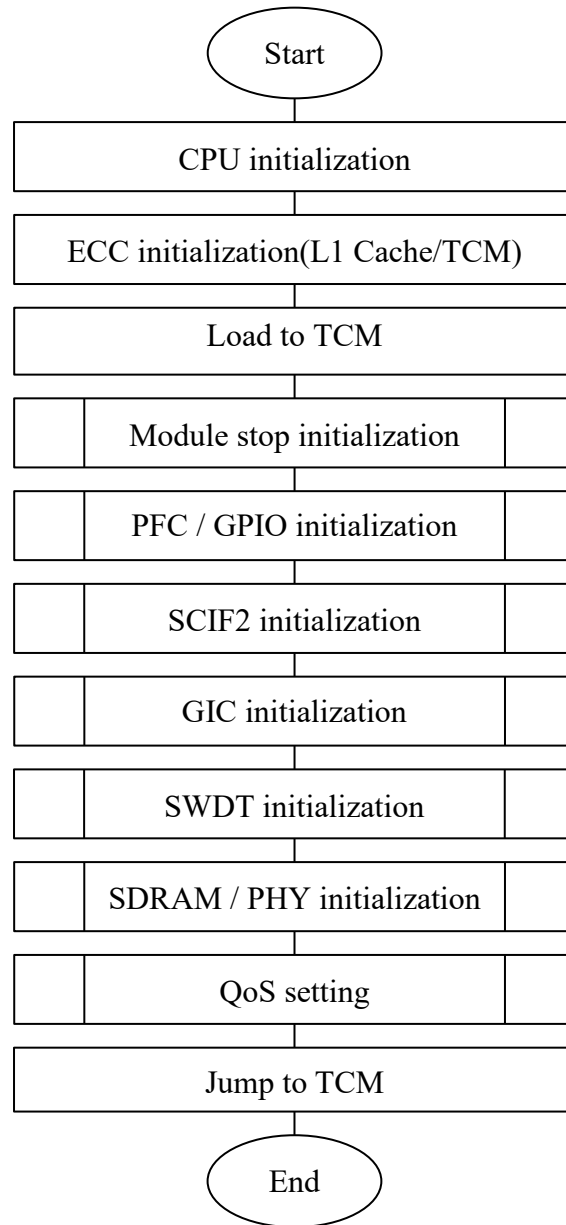 Start
CPU initialization
ECC initialization(L1 Cache/TCM)
Load to TCM
Module stop initialization
PFC / GPIO initialization
SCIF2 initialization
GIC initialization
SWDT initialization
SDRAM / PHY initialization
QoS setting
Jump to TCM
End